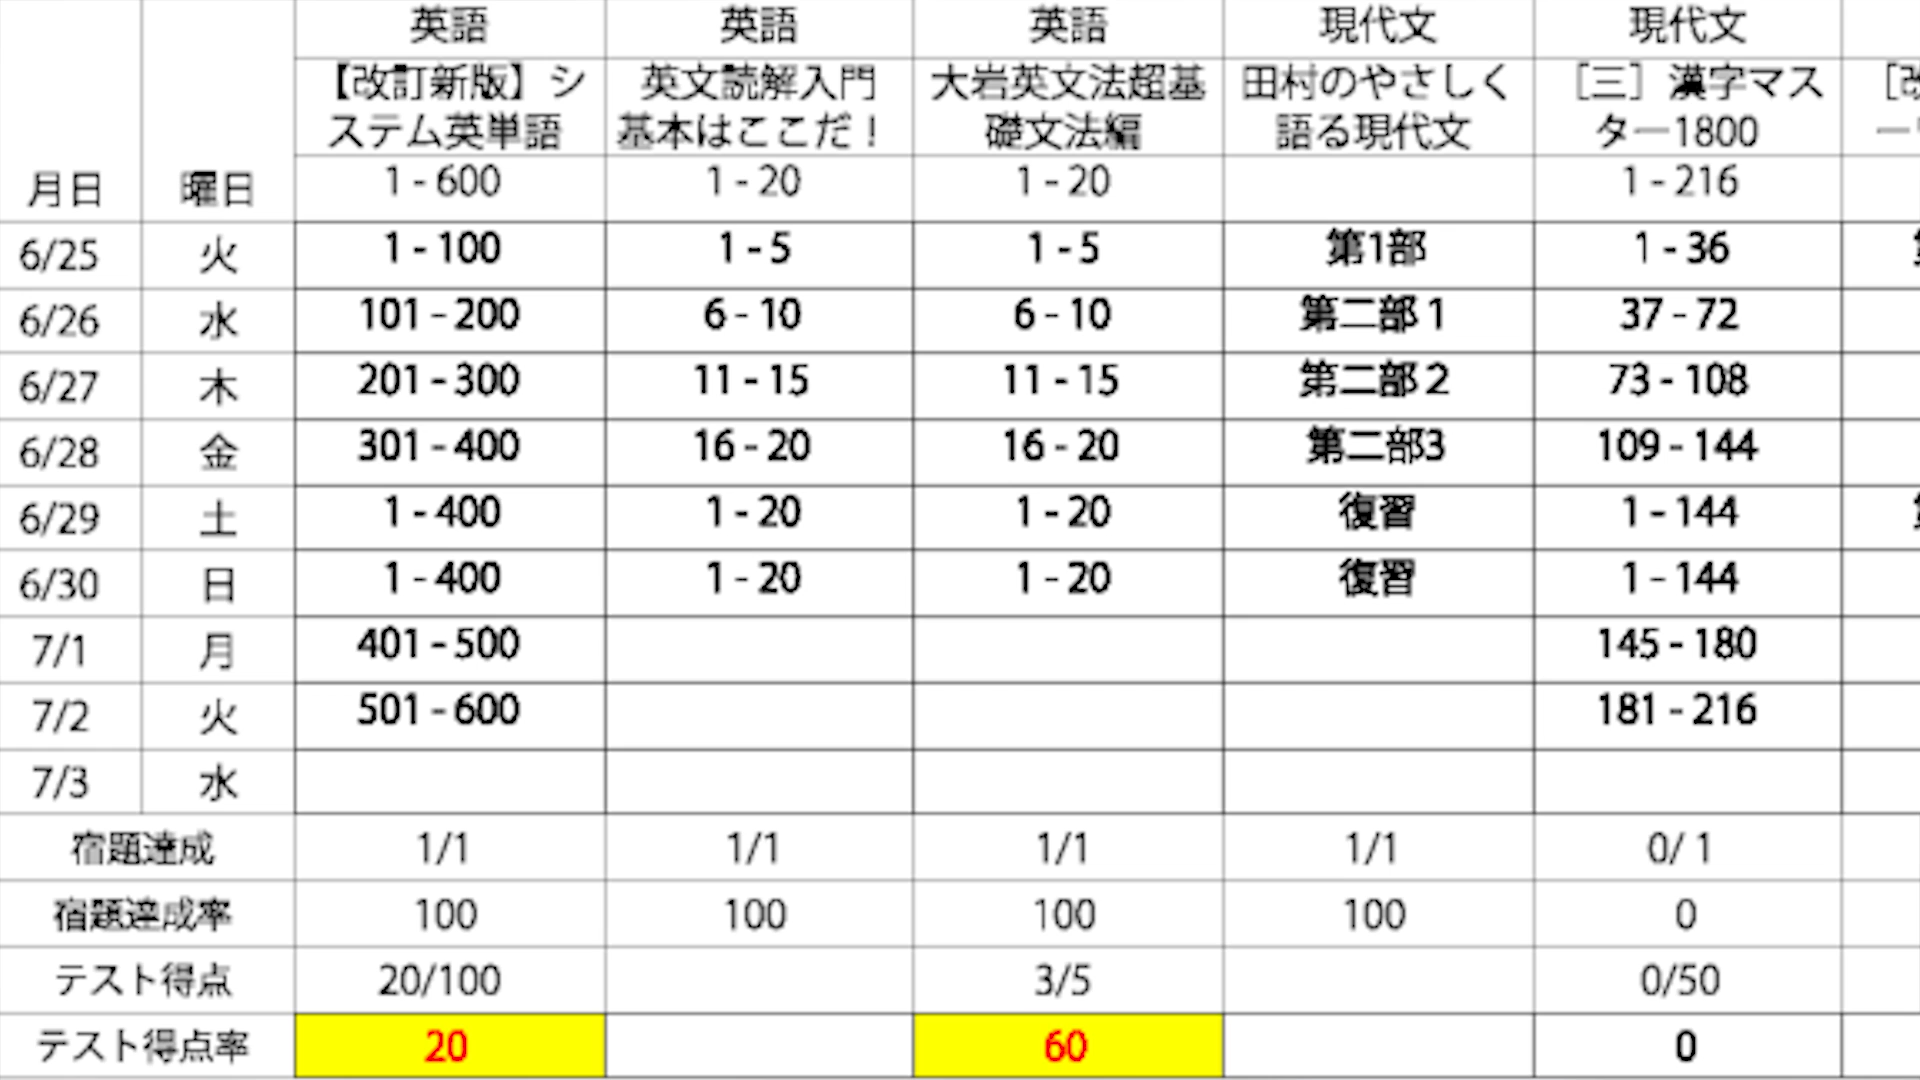 英語 英語 英語 現代文 現代文
【改訂新版】シ 英文読解入門 大岩英文法超基 田村のやさしく ［三］漢字マス
ステム英単語 基本はここだ！ 礎文法編 語る現代文 ター1800
月日 曜日 1 - 600 1 - 20 1 - 20 1 - 216
6/25 火 1 - 100 1 - 5 1 - 5 第1部 1 - 36
6/26 水 101 - 200 6 - 10 6 - 10 第二部 1 37 - 72
6/27 木 201 - 300 11 - 15 11 - 15 第二部 2 73 - 108
6/28 金 301 - 400 16 - 20 16 - 20 第二部3 109 - 144
6/29 土 1 - 400 1 - 20 1 - 20 復習 1 - 144
6/30 日 1 - 400 1 - 20 1 - 20 復習 1 - 144
7/1 月 401 - 500 145 - 180
7/2 火 501 - 600 181 - 216
7/3 水
宿題達成 1/1 1/1 1/1 1/1 0/ 1
宿題達成率 100 100 100 100 0
テスト得点 20/100 3/5 0/50
テスト得点率 20 60 0